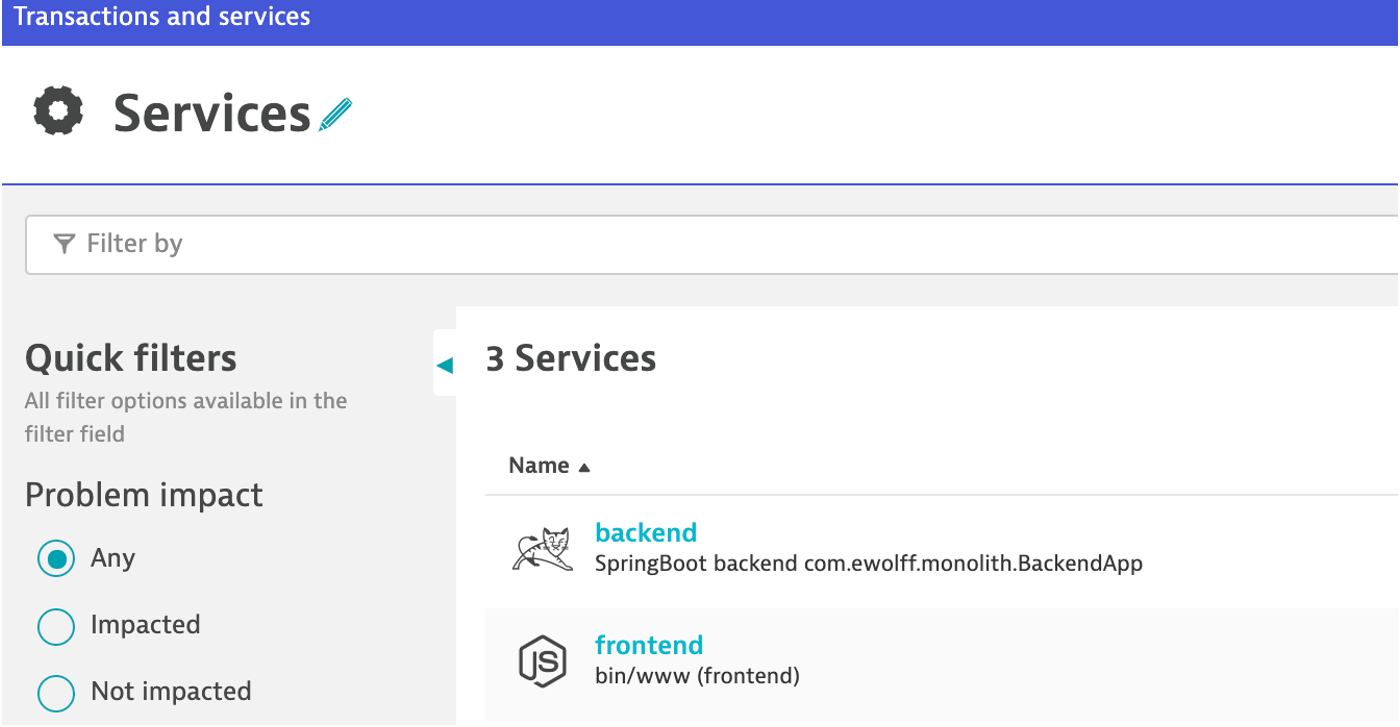 Transactions and services
Services
Filter by
Quick filters
All filter options available in the
filter field
Problem impact
Any
Impacted
Not impacted
3 Services
Name
backend
SpringBoot backend com.ewolff.monolith.BackendApp
JS
frontend
bin/www (frontend)